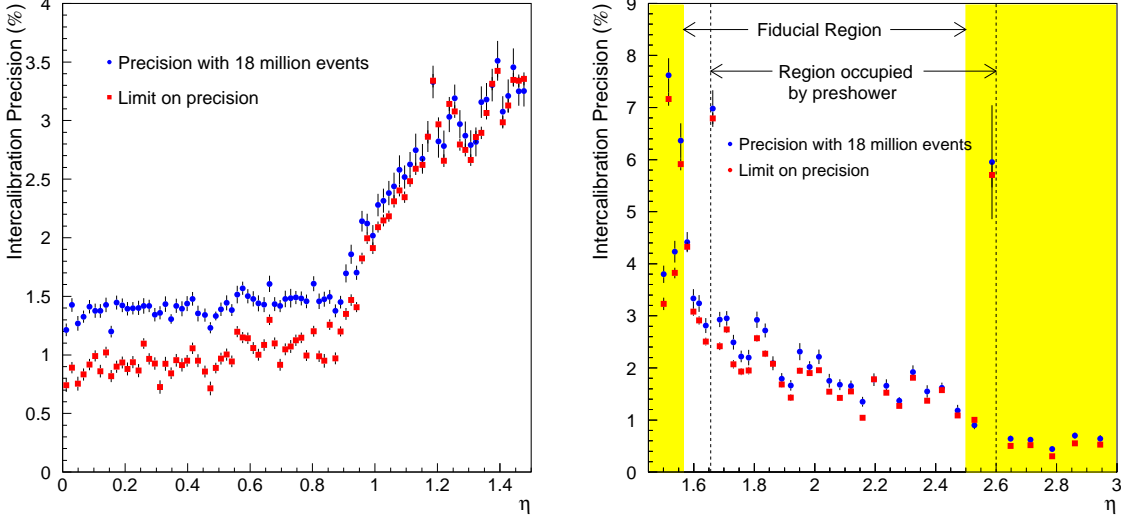 Intercalibration Precision (%)
4
3.5
3
2.5
2
1.5
1
0.5
0
Precision with 18 million events
Limit on precision
0 0.2 0.4 0.6 0.8 1 1.2 1.4
η
Intercalibration Precision (%)
9
8
7
6
5
4
3
2
1
0
Fiducial Region
Region occupied
by preshower
Precision with 18 million events
Limit on precision
1.6 1.8 2 2.2 2.4 2.6 2.8 3
η